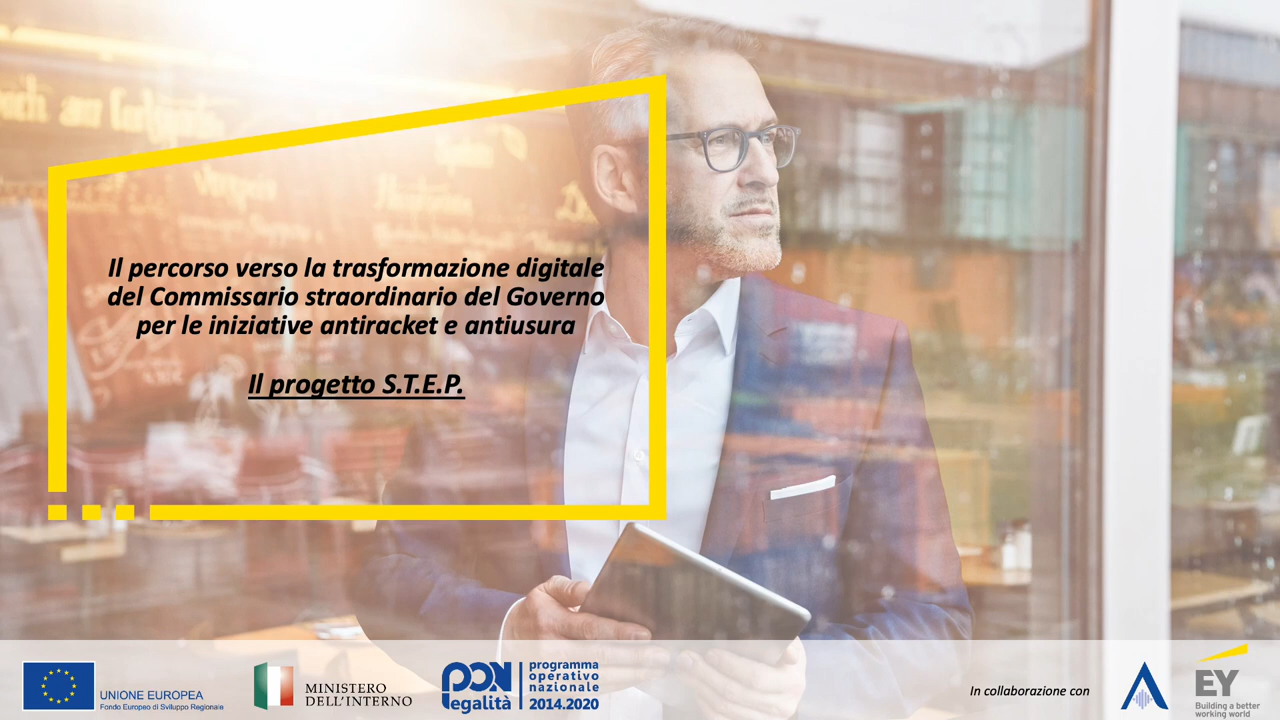 Il percorso verso la trasformazione digitale
del Commissario straordinario del Governo
per le iniziative antiracket e antiusura
Il progetto S.T.E.P.
UNIONE EUROPEA
Fondo Europeo di Sviluppo Regionale
MINISTERO
DELL'INTERNO
PON
legalità
programma
operativo
nazionale
2014.2020
In collaborazione con
EY
Building a better
working world